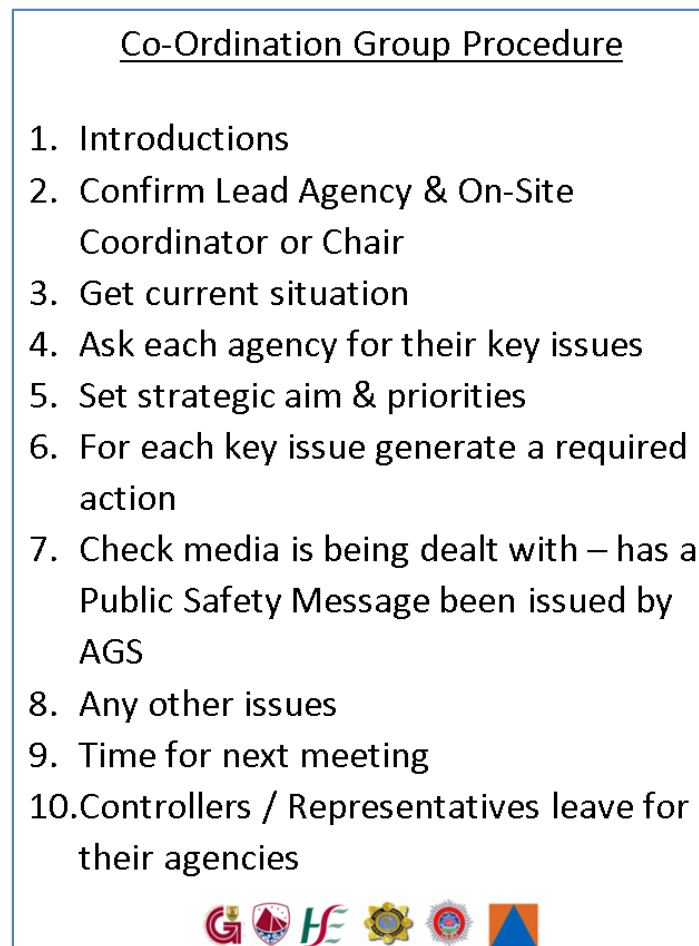 Co-Ordination Group Procedure
1. Introductions
2. Confirm Lead Agency & On-Site
Coordinator or Chair
3. Get current situation
4. Ask each agency for their key issues
5. Set strategic aim & priorities
6. For each key issue generate a required
action
7. Check media is being dealt with – has a
Public Safety Message been issued by
AGS
8. Any other issues
9. Time for next meeting
10.Controllers / Representatives leave for
their agencies